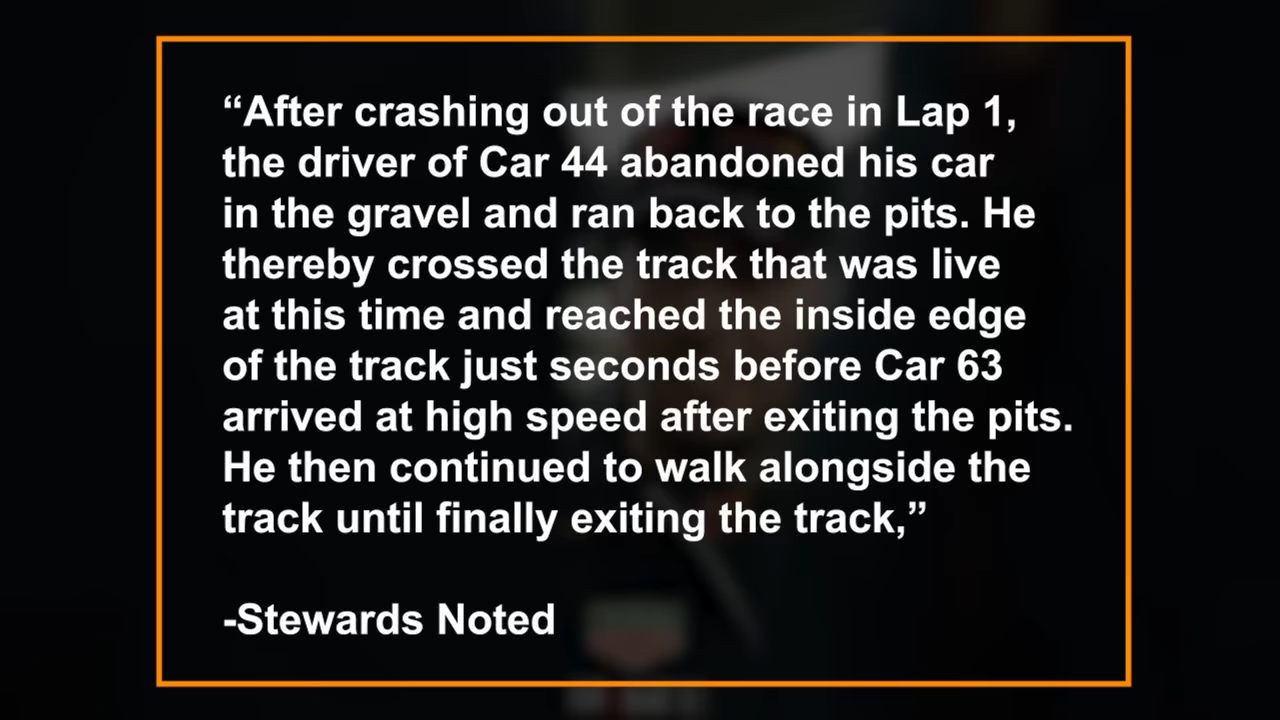 “After crashing out of the race in Lap 1,
the driver of Car 44 abandoned his car
in the gravel and ran back to the pits. He
thereby crossed the track that was live
at this time and reached the inside edge
of the track just seconds before Car 63
arrived at high speed after exiting the pits.
He then continued to walk alongside the
track until finally exiting the track,”
-Stewards Noted